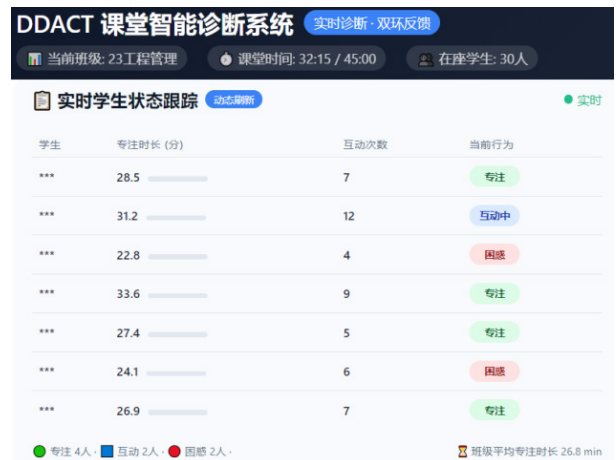 DDACT 课堂智能诊断系统 实时诊断·双环反馈
当前班级: 23工程管理 课堂时间: 32:15 / 45:00 在座学生: 30人
实时学生状态跟踪 动态刷新 实时
学生 专注时长 (分) 互动次数 当前行为
*** 28.5 7 专注
*** 31.2 12 互动中
*** 22.8 4 困惑
*** 33.6 9 专注
*** 27.4 5 专注
*** 24.1 6 困惑
*** 26.9 7 专注
专注 4人· 互动 2人· 困惑 2人· 班级平均专注时长 26.8 min